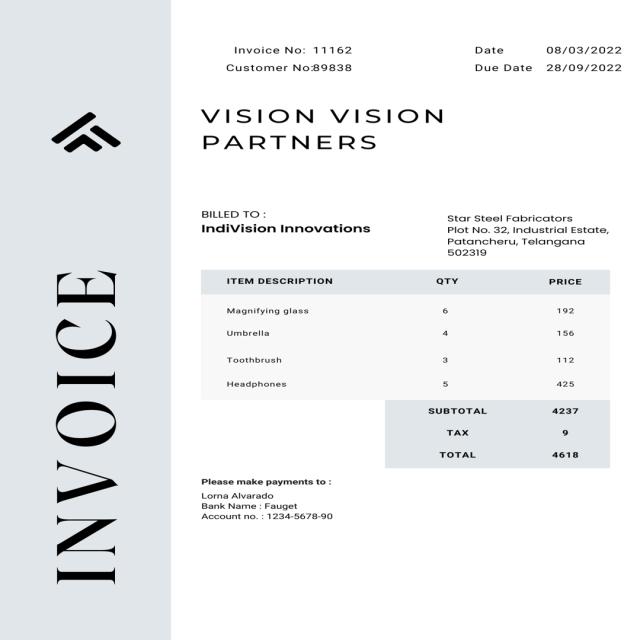 Invoice No: 11162
Date 08/03/2022
Customer No:89838
Due Date 28/09/2022
VISION VISION
PARTNERS
BILLED TO :
IndiVision Innovations
Star Steel Fabricators
Plot No. 32, Industrial Estate,
Patancheru, Telangana
502319
ITEM DESCRIPTION QTY PRICE
Magnifying glass 6 192
Umbrella 4 156
Toothbrush 3 112
Headphones 5 425
SUBTOTAL 4237
TAX 9
TOTAL 4618
Please make payments to :
Lorna Alvarado
Bank Name : Fauget
Account no. : 1234-5678-90
INVOICE